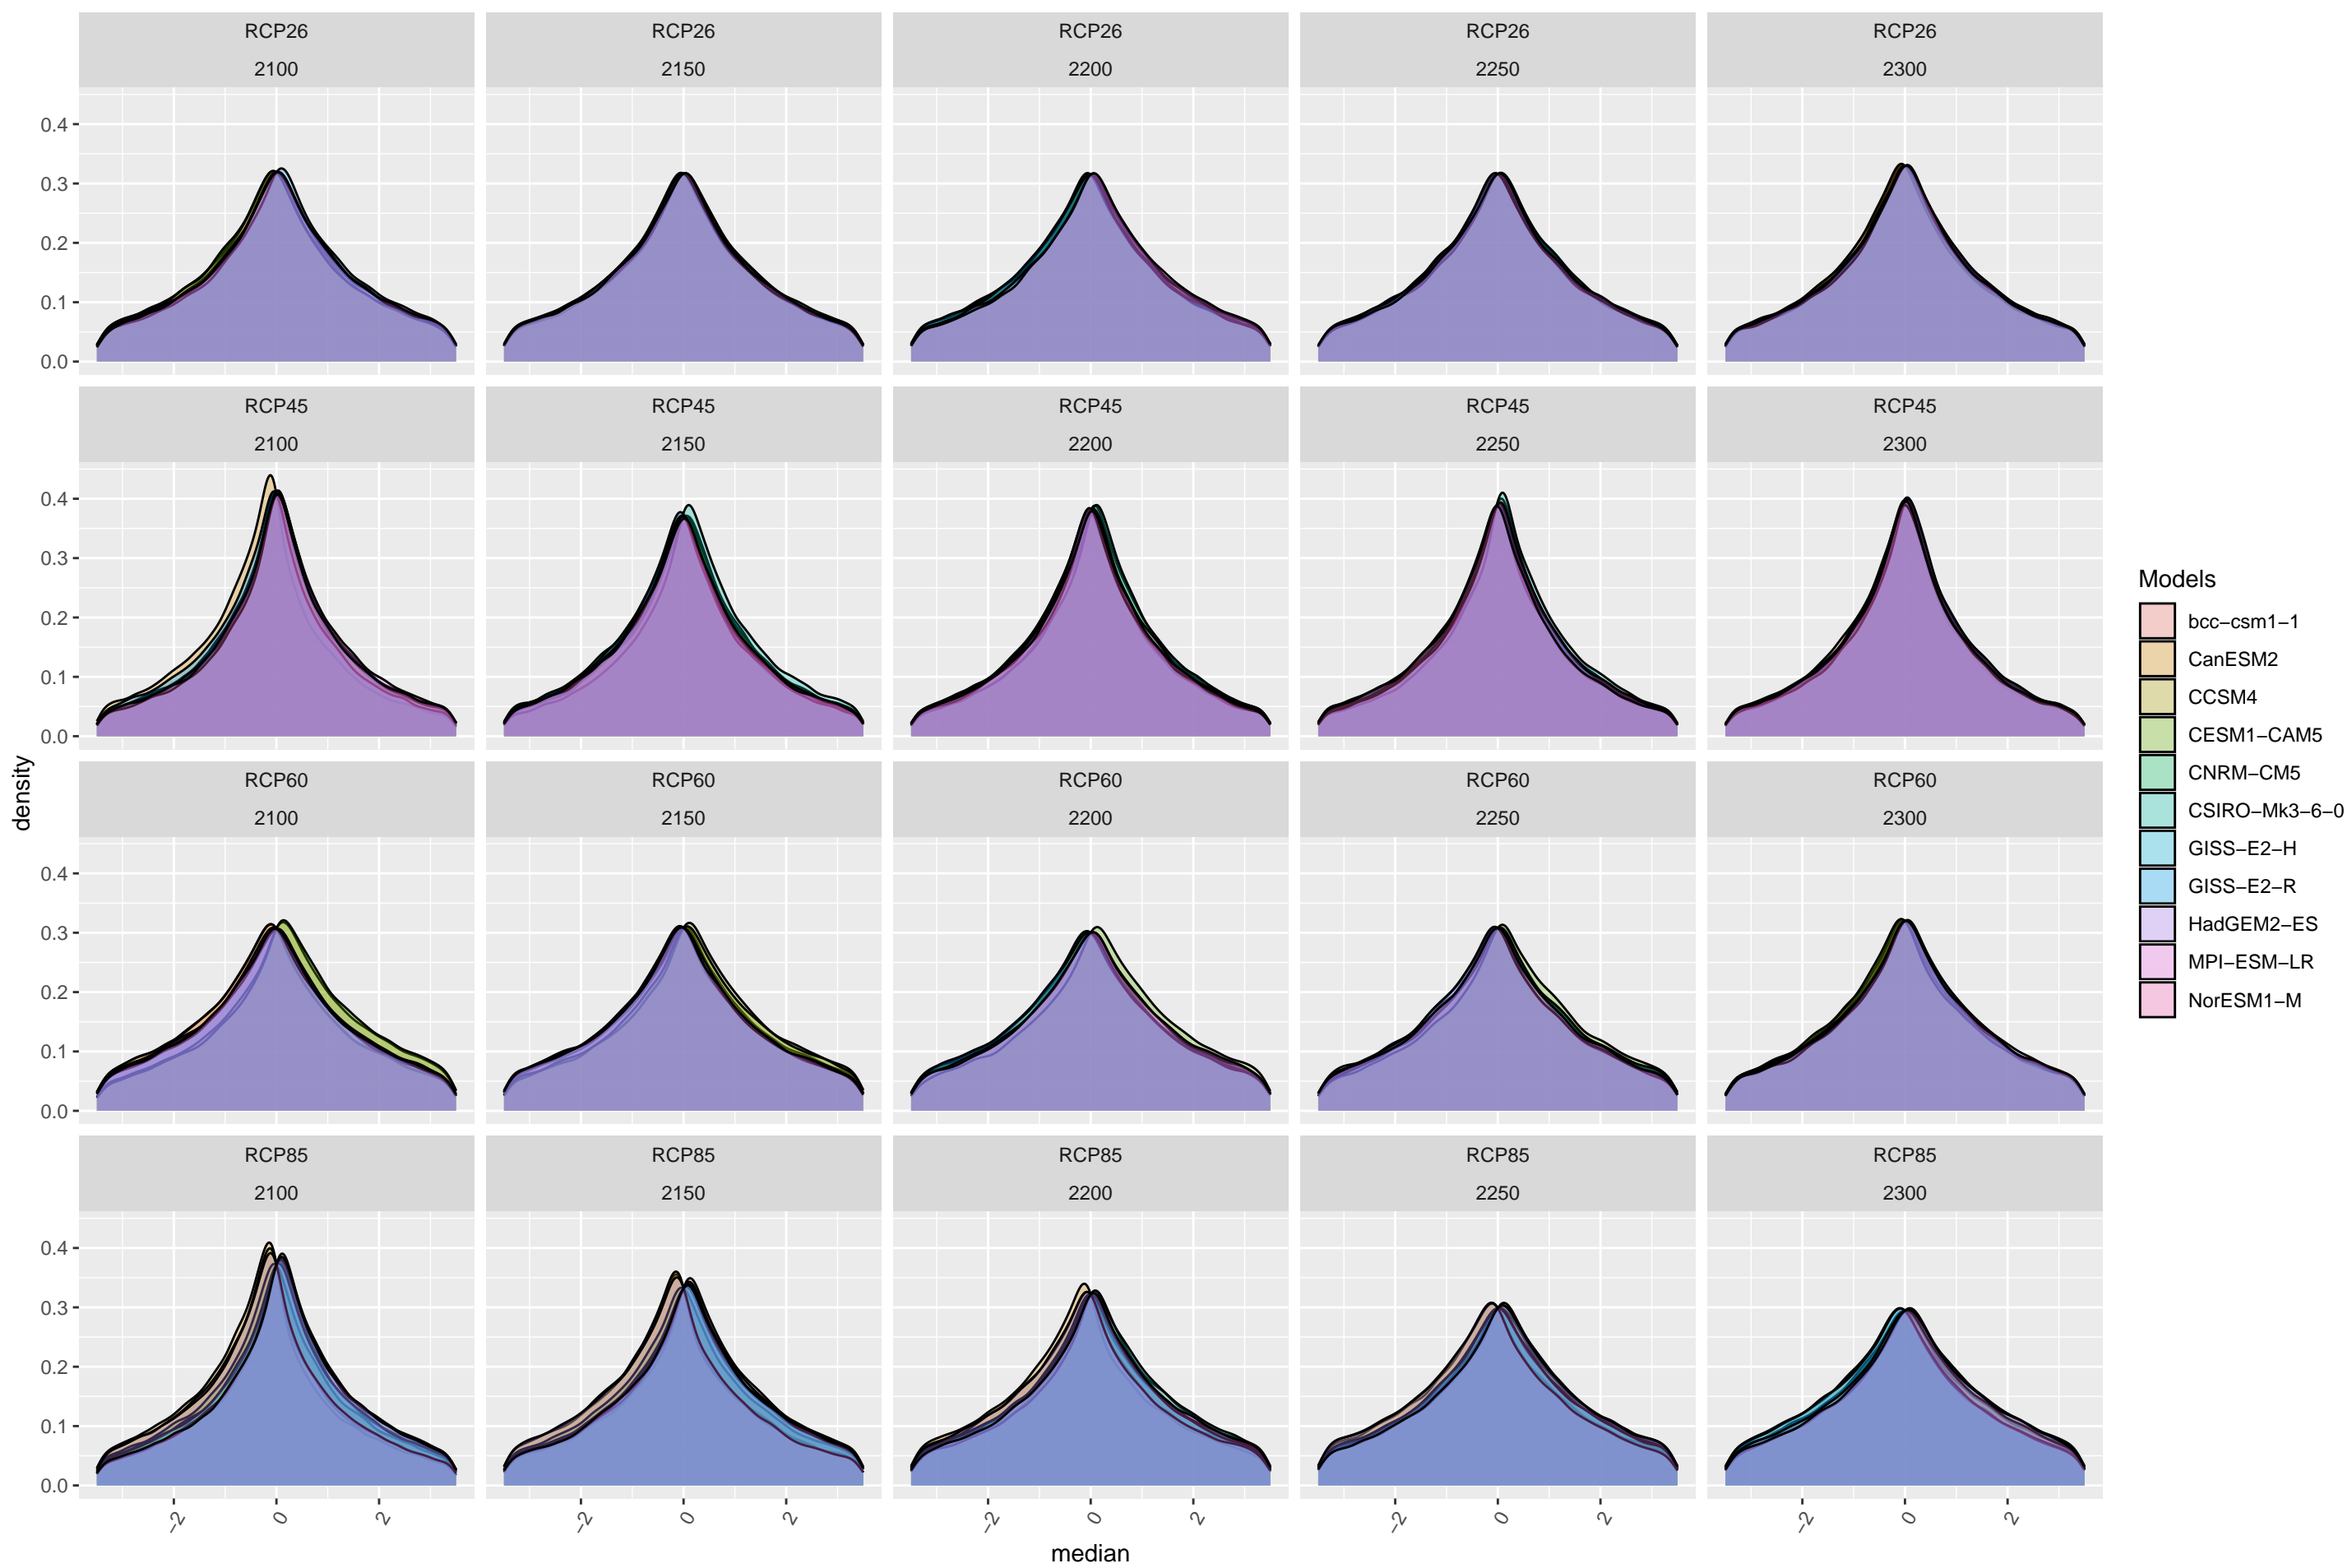 RCP26 RCP26 RCP26 RCP26 RCP26
2100 2150 2200 2250 2300
0.4
0.3
0.2
0.1
0.0
RCP45 RCP45 RCP45 RCP45 RCP45
2100 2150 2200 2250 2300
0.4
0.3
0.2
0.1
0.0
RCP60 RCP60 RCP60 RCP60 RCP60
2100 2150 2200 2250 2300
0.4
0.3
0.2
0.1
0.0
RCP85 RCP85 RCP85 RCP85 RCP85
2100 2150 2200 2250 2300
0.4
0.3
0.2
0.1
0.0
−2 0 2 −2 0 2 −2 0 2 −2 0 2 −2 0 2
median
density
Models
bcc−csm1−1
CanESM2
CCSM4
CESM1−CAM5
CNRM−CM5
CSIRO−Mk3−6−0
GISS−E2−H
GISS−E2−R
HadGEM2−ES
MPI−ESM−LR
NorESM1−M